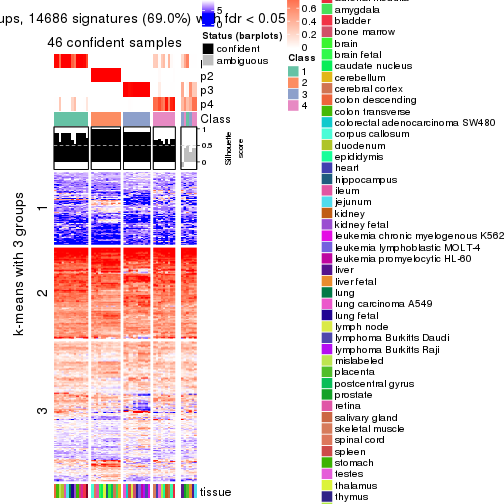 ups, 14686 signatures (69.0%) with fdr < 0.05
46 confident samples
p2
p3
p4
Class
1
0.5
0
Silhouette
score
k-means with 3 groups
1
2
3
tissue
5
0
Status (barplots)
confident
ambiguous
0.6
0.4
0.2
0
Class
1
2
3
4
amygdala
bladder
bone marrow
brain
brain fetal
caudate nucleus
cerebellum
cerebral cortex
colon descending
colon transverse
colorectal adenocarcinoma SW480
corpus callosum
duodenum
epididymis
heart
hippocampus
ileum
jejunum
kidney
kidney fetal
leukemia chronic myelogenous K562
leukemia lymphoblastic MOLT-4
leukemia promyelocytic HL-60
liver
liver fetal
lung
lung carcinoma A549
lung fetal
lymph node
lymphoma Burkitts Daudi
lymphoma Burkitts Raji
mislabeled
placenta
postcentral gyrus
prostate
retina
salivary gland
skeletal muscle
spinal cord
spleen
stomach
testes
thalamus
thymus